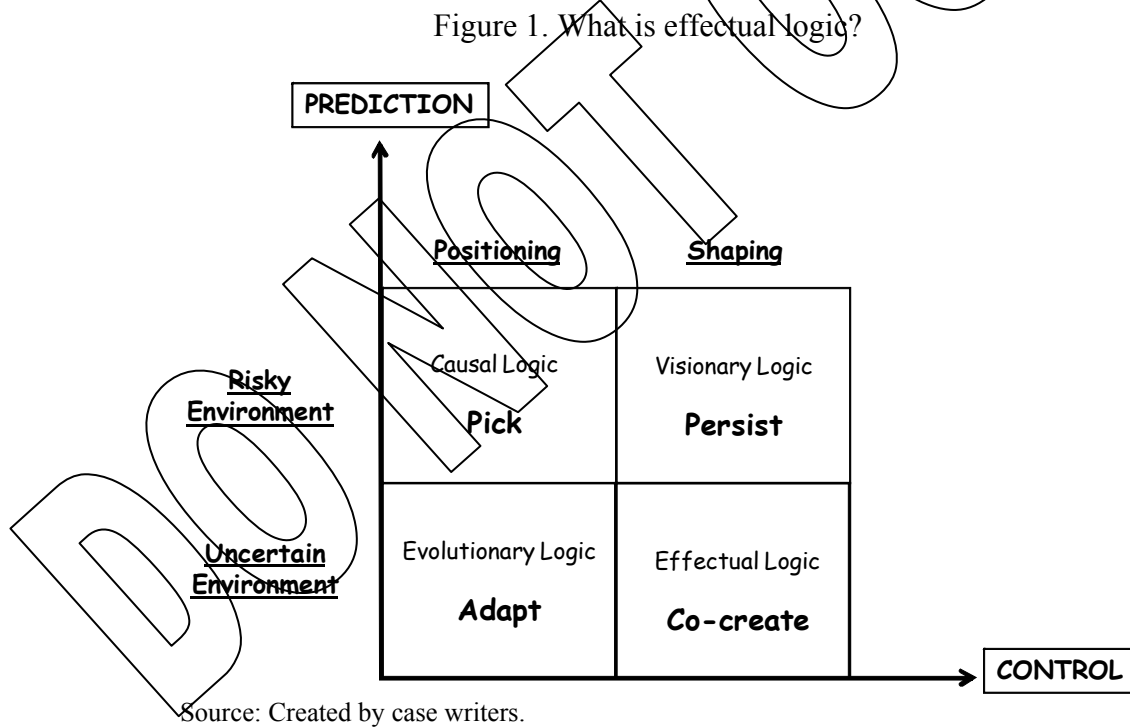 Figure 1. What is effectual logic?
PREDICTION
Positioning
Shaping
Risky
Environment
Causal Logic
Pick
Visionary Logic
Persist
Uncertain
Environment
Evolutionary Logic
Adapt
Effectual Logic
Co-create
CONTROL
Source: Created by case writers.
DO NOT